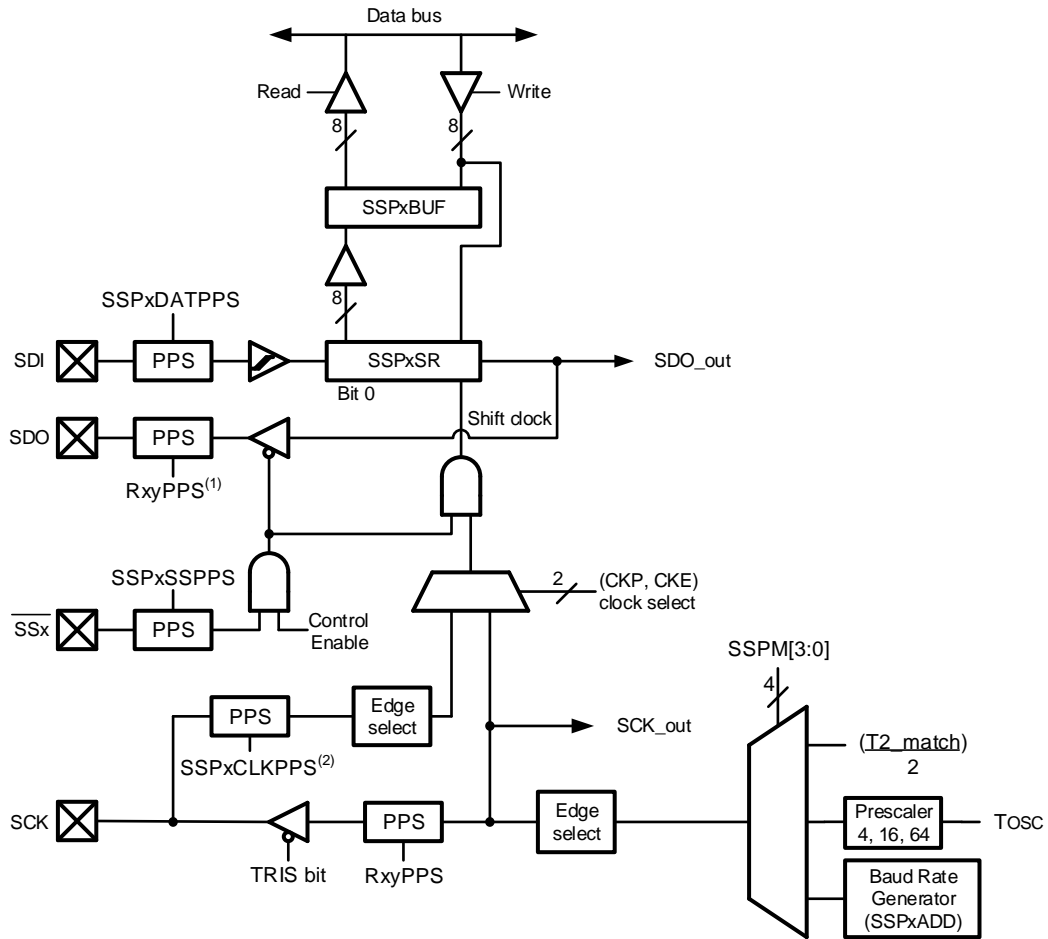 Data bus
Read
Write
8
8
SSPxBUF
SSPxDATPPS
8
SDI
PPS
SSPxSR
SDO_out
Bit 0
Shift clock
SDO
PPS
RxyPPS(1)
SSPxSSPPS
2
(CKP, CKE)
clock select
SSx
PPS
Control
Enable
SSPM[3:0]
4
PPS
Edge
select
SCK_out
(T2_match)
2
SSPxCLKPPS(2)
SCK
PPS
Edge
select
Prescaler
4, 16, 64
TOSC
TRIS bit
RxyPPS
Baud Rate
Generator
(SSPxADD)